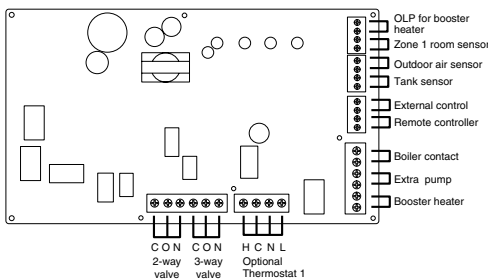 OLP for booster
heater
Zone 1 room sensor
Outdoor air sensor
Tank sensor
External control
Remote controller
Boiler contact
Extra pump
Booster heater
C O N C O N H C N L
2-way 3-way Optional
valve valve Thermostat 1